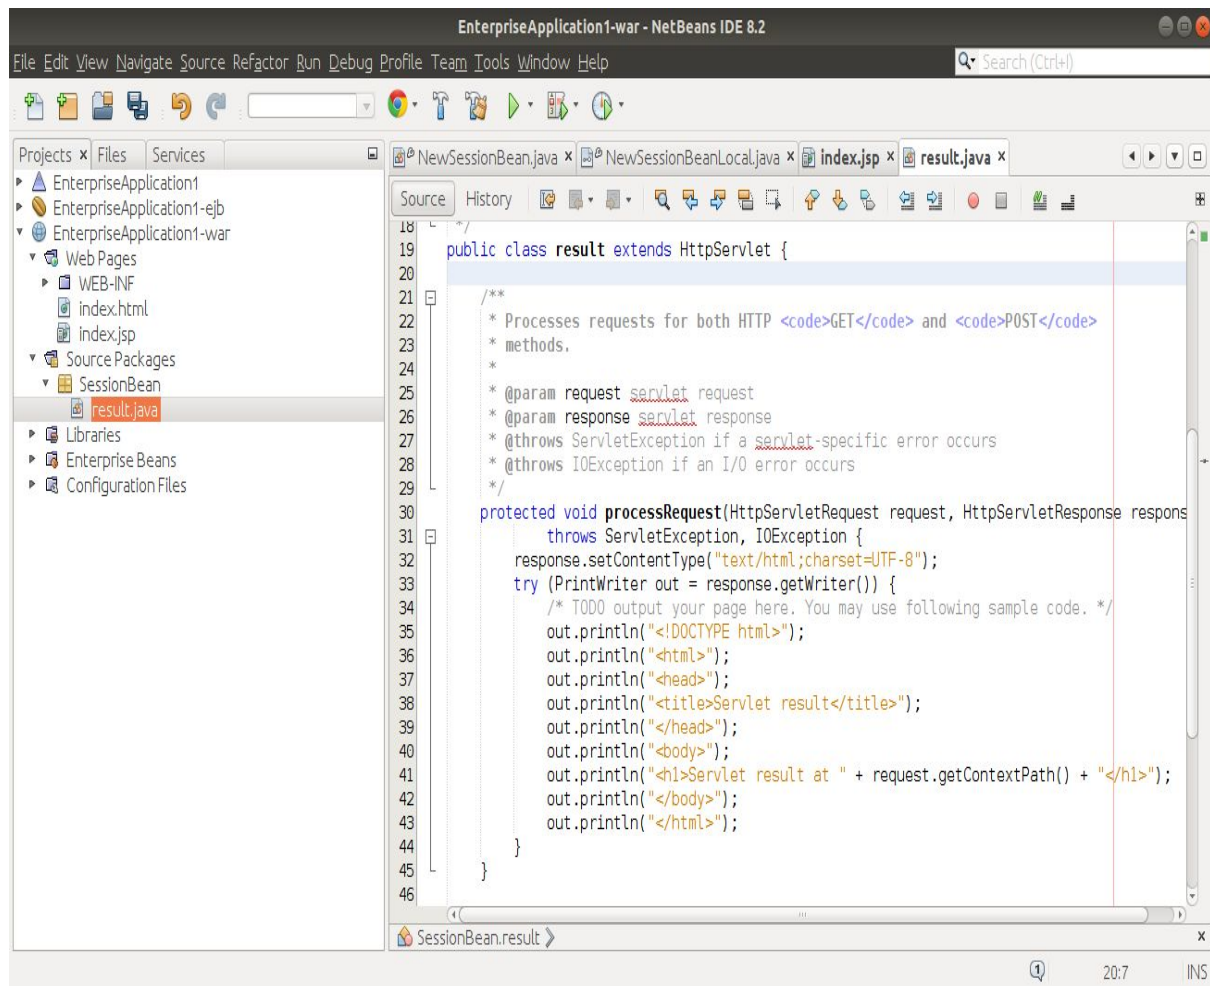 EnterpriseApplication1-war - NetBeans IDE 8.2
File Edit View Navigate Source Refactor Run Debug Profile Team Tools Window Help
Search (Ctrl+I)
Projects Files Services
EnterpriseApplication1
EnterpriseApplication1-ejb
EnterpriseApplication1-war
Web Pages
WEB-INF
index.html
index.jsp
Source Packages
SessionBean
result.java
Libraries
Enterprise Beans
Configuration Files
NewSessionBean.java NewSessionBeanLocal.java index.jsp result.java
Source History
18 */
19 public class result extends HttpServlet {
20
21 /**
22 * Processes requests for both HTTP <code>GET</code> and <code>POST</code>
23 * methods.
24 *
25 * @param request servlet request
26 * @param response servlet response
27 * @throws ServletException if a servlet-specific error occurs
28 * @throws IOException if an I/O error occurs
29 */
30 protected void processRequest(HttpServletRequest request, HttpServletResponse respons
31 throws ServletException, IOException {
32 response.setContentType("text/html;charset=UTF-8");
33 try (PrintWriter out = response.getWriter()) {
34 /* TODO output your page here. You may use following sample code. */
35 out.println("<!DOCTYPE html>");
36 out.println("<html>");
37 out.println("<head>");
38 out.println("<title>Servlet result</title>");
39 out.println("</head>");
40 out.println("<body>");
41 out.println("<h1>Servlet result at " + request.getContextPath() + "</h1>");
42 out.println("</body>");
43 out.println("</html>");
44 }
45 }
46
SessionBean.result
1 20:7 INS